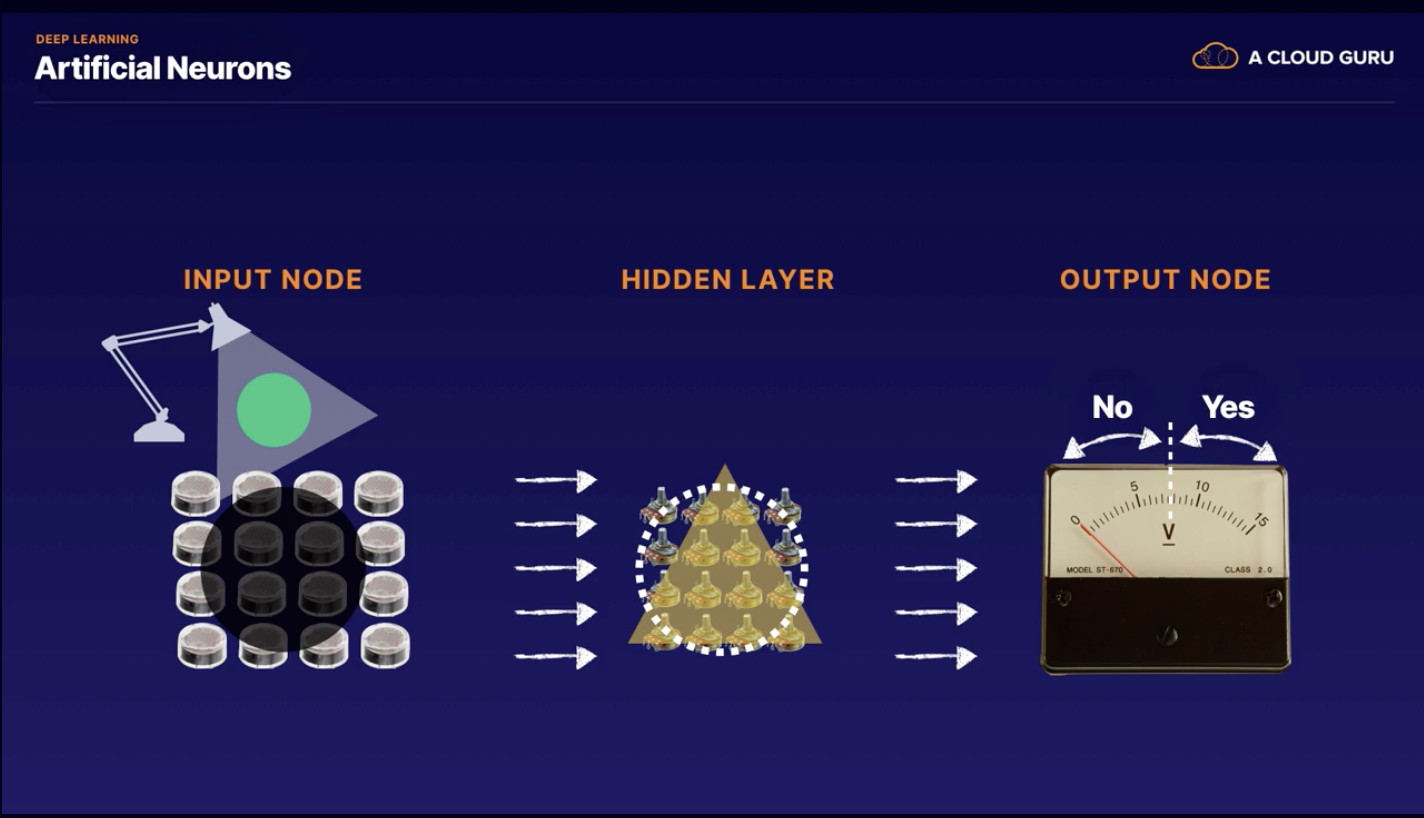 DEEP LEARNING
Artificial Neurons
A CLOUD GURU
INPUT NODE
HIDDEN LAYER
OUTPUT NODE
No
Yes
0
5
10
15
V
MODEL ST-670
CLASS 2.0